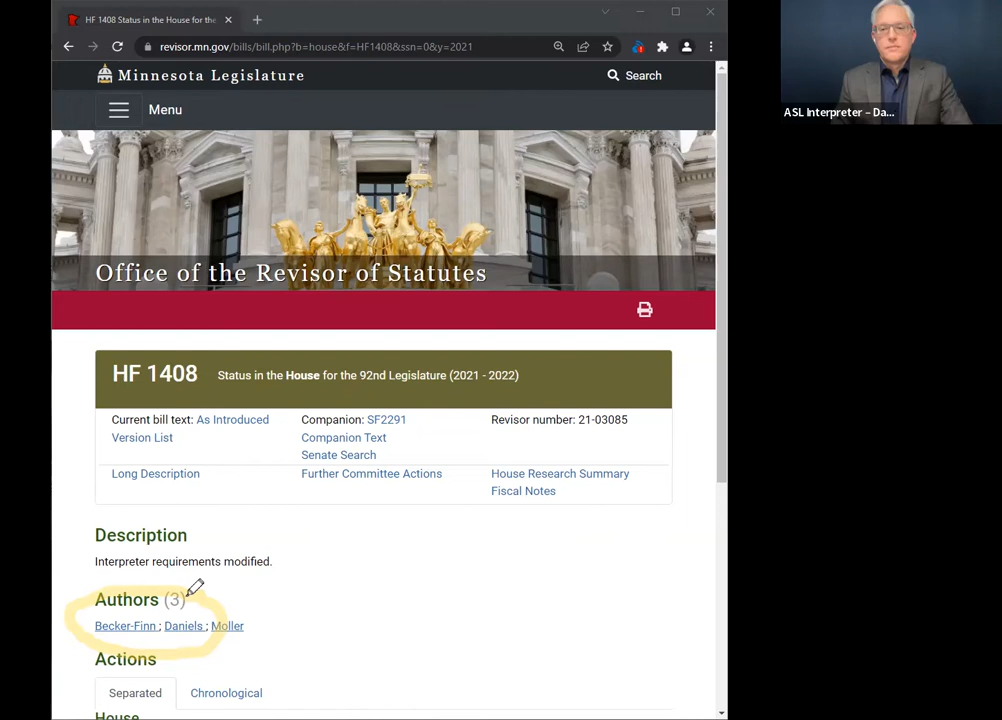 HF 1408 Status in the House for the
revisor.mn.gov/bills/bill.php?b=house&f=HF1408&ssn=0&y=2021
Minnesota Legislature
Search
Menu
Office of the Revisor of Statutes
HF 1408 Status in the House for the 92nd Legislature (2021 - 2022)
Current bill text: As Introduced
Version List
Companion: SF2291
Companion Text
Senate Search
Revisor number: 21-03085
Long Description
Further Committee Actions
House Research Summary
Fiscal Notes
Description
Interpreter requirements modified.
Authors (3)
Becker-Finn ; Daniels ; Moller
Actions
Separated
Chronological
House
ASL Interpreter – Da...